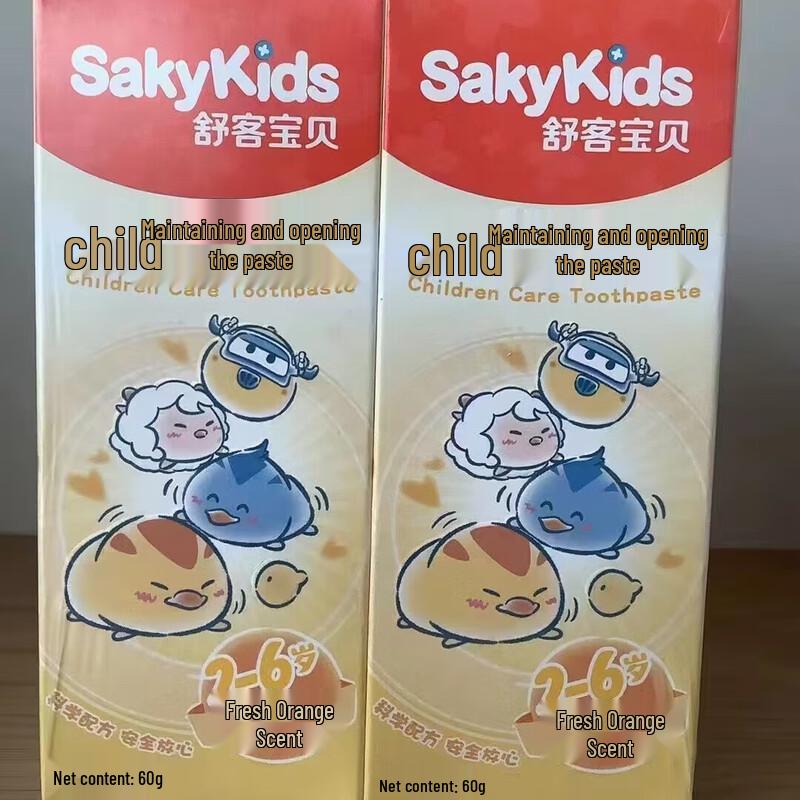 SakyKids
舒客宝贝
child
Maintaining and opening
the paste
Children Care Toothpaste
2-6岁
Fresh Orange
Scent
科学配方 安全放心
Net content: 60g
SakyKids
舒客宝贝
child
Maintaining and opening
the paste
Children Care Toothpaste
2-6岁
Fresh Orange
Scent
科学配方 安全放心
Net content: 60g